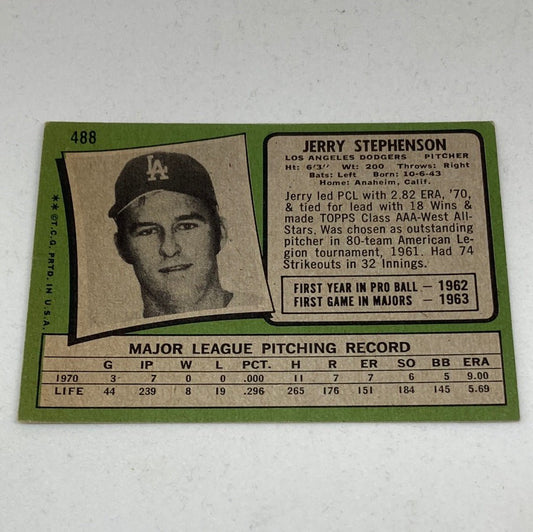 488
LA
** ©T.C.G. PRTD. IN U.S.A.
JERRY STEPHENSON
LOS ANGELES DODGERS PITCHER
Ht: 6'3" Wt: 200 Throws: Right
Bats: Left Born: 10-6-43
Home: Anaheim, Calif.
Jerry led PCL with 2.82 ERA, '70,
& tied for lead with 18 Wins &
made TOPPS Class AAA-West All-
Stars. Was chosen as outstanding
pitcher in 80-team American Le-
gion tournament, 1961. Had 74
Strikeouts in 32 Innings.
FIRST YEAR IN PRO BALL — 1962
FIRST GAME IN MAJORS — 1963
MAJOR LEAGUE PITCHING RECORD
G IP W L PCT. H R ER SO BB ERA
1970 3 7 0 0 .000 11 7 7 6 5 9.00
LIFE 44 239 8 19 .296 265 176 151 184 145 5.69